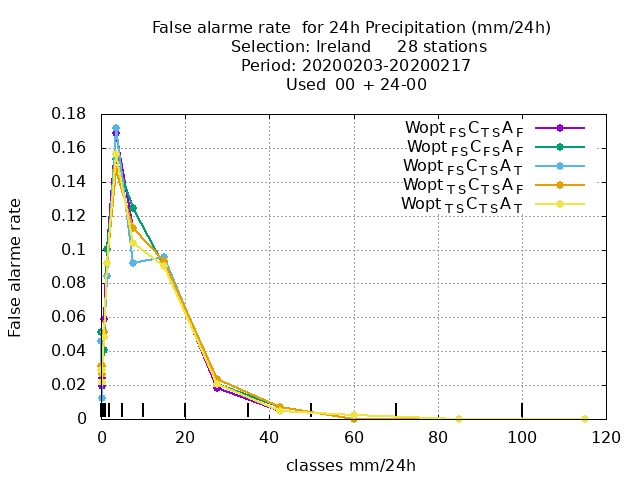 False alarme rate for 24h Precipitation (mm/24h)
Selection: Ireland 28 stations
Period: 20200203-20200217
Used 00 + 24-00
Wopt FS C TS A F
Wopt FS C FS A F
Wopt FS C TS A T
Wopt TS C TS A F
Wopt TS C TS A T
False alarme rate
0.18
0.16
0.14
0.12
0.1
0.08
0.06
0.04
0.02
0
0 20 40 60 80 100 120
classes mm/24h